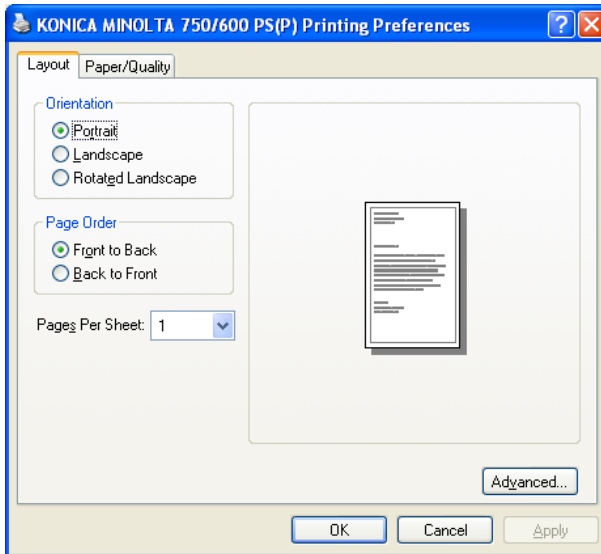 KONICA MINOLTA 750/600 PS(P) Printing Preferences
Layout Paper/Quality
Orientation
Portrait
Landscape
Rotated Landscape
Page Order
Front to Back
Back to Front
Pages Per Sheet: 1
Advanced...
OK Cancel Apply